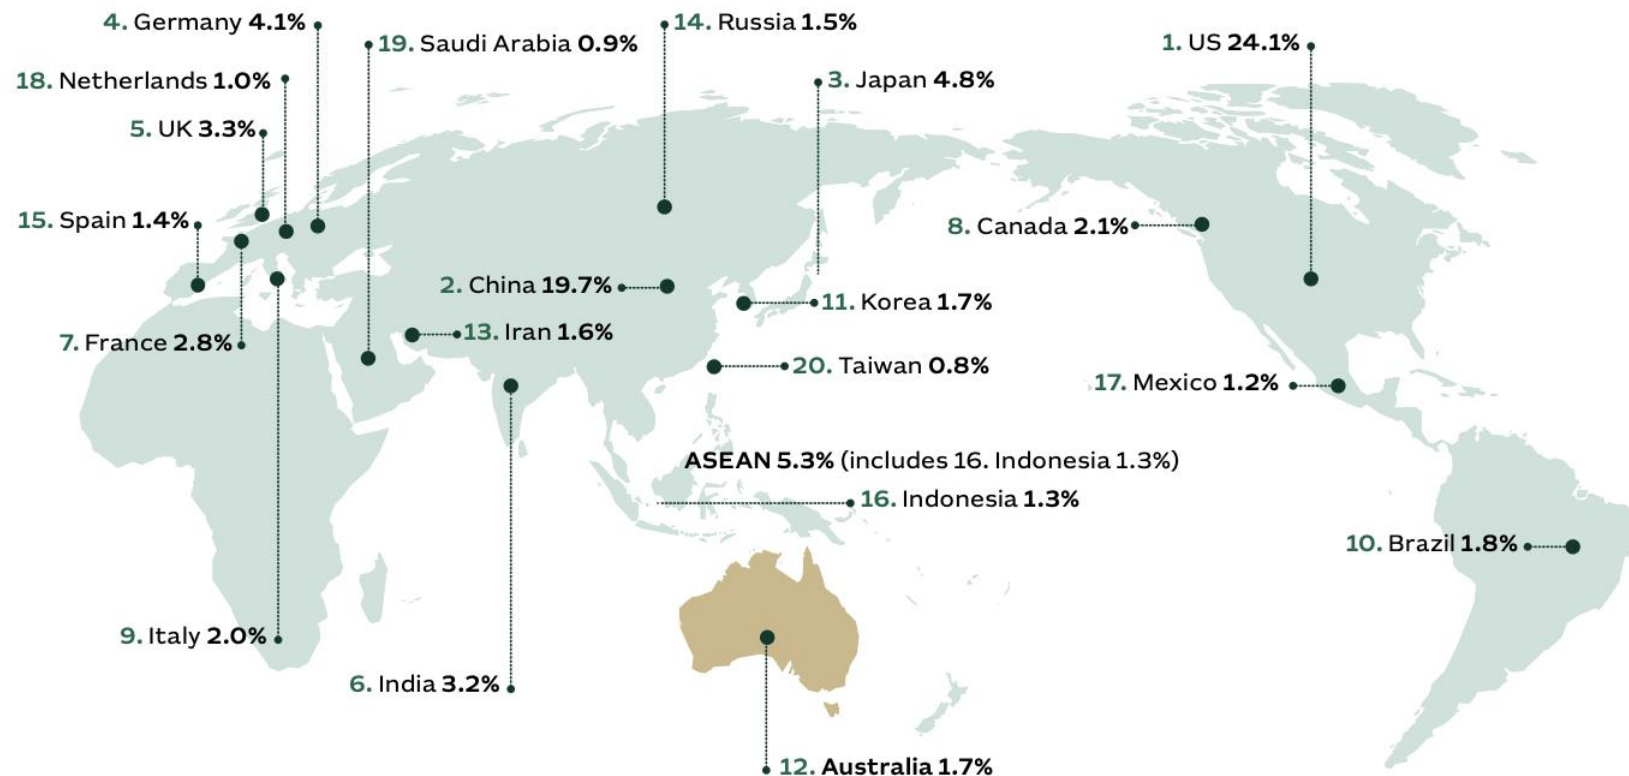 4. Germany 4.1%
14. Russia 1.5%
1. US 24.1%
19. Saudi Arabia 0.9%
18. Netherlands 1.0%
3. Japan 4.8%
5. UK 3.3%
15. Spain 1.4%
8. Canada 2.1%
2. China 19.7%
11. Korea 1.7%
13. Iran 1.6%
7. France 2.8%
20. Taiwan 0.8%
17. Mexico 1.2%
ASEAN 5.3% (includes 16. Indonesia 1.3%)
16. Indonesia 1.3%
10. Brazil 1.8%
9. Italy 2.0%
6. India 3.2%
12. Australia 1.7%